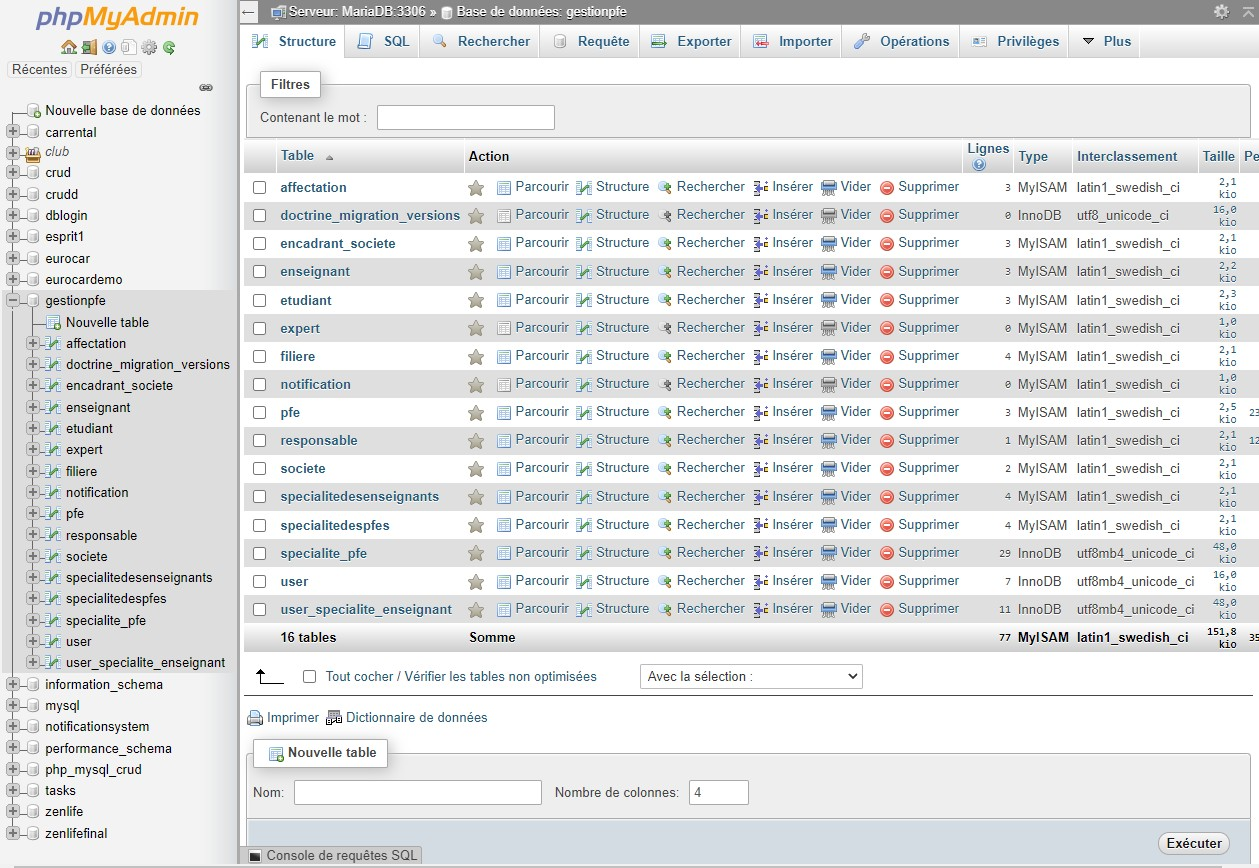 phpMyAdmin
Récentes Préférées
Nouvelle base de données
carrental
club
crud
crudd
dblogin
esprit1
eurocar
eurocardemo
gestionpfe
Nouvelle table
affectation
doctrine_migration_versions
encadrant_societe
enseignant
etudiant
expert
filiere
notification
pfe
responsable
societe
specialitedesenseignants
specialitedespfes
specialite_pfe
user
user_specialite_enseignant
information_schema
mysql
notificationsystem
performance_schema
php_mysql_crud
tasks
zenlife
zenlifefinal
Serveur: MariaDB:3306 » Base de données: gestionpfe
Structure SQL Rechercher Requête Exporter Importer Opérations Privilèges Plus
Filtres
Contenant le mot :
Table Action Lignes Type Interclassement Taille Pe
affectation Parcourir Structure Rechercher Insérer Vider Supprimer 3 MyISAM latin1_swedish_ci 2,1 kio
doctrine_migration_versions Parcourir Structure Rechercher Insérer Vider Supprimer 0 InnoDB utf8_unicode_ci 16,0 kio
encadrant_societe Parcourir Structure Rechercher Insérer Vider Supprimer 3 MyISAM latin1_swedish_ci 2,1 kio
enseignant Parcourir Structure Rechercher Insérer Vider Supprimer 3 MyISAM latin1_swedish_ci 2,2 kio
etudiant Parcourir Structure Rechercher Insérer Vider Supprimer 3 MyISAM latin1_swedish_ci 2,3 kio
expert Parcourir Structure Rechercher Insérer Vider Supprimer 0 MyISAM latin1_swedish_ci 1,0 kio
filiere Parcourir Structure Rechercher Insérer Vider Supprimer 4 MyISAM latin1_swedish_ci 2,1 kio
notification Parcourir Structure Rechercher Insérer Vider Supprimer 0 MyISAM latin1_swedish_ci 1,0 kio
pfe Parcourir Structure Rechercher Insérer Vider Supprimer 3 MyISAM latin1_swedish_ci 2,5 kio 23
responsable Parcourir Structure Rechercher Insérer Vider Supprimer 1 MyISAM latin1_swedish_ci 2,1 kio 12
societe Parcourir Structure Rechercher Insérer Vider Supprimer 2 MyISAM latin1_swedish_ci 2,1 kio
specialitedesenseignants Parcourir Structure Rechercher Insérer Vider Supprimer 4 MyISAM latin1_swedish_ci 2,1 kio
specialitedespfes Parcourir Structure Rechercher Insérer Vider Supprimer 4 MyISAM latin1_swedish_ci 2,1 kio
specialite_pfe Parcourir Structure Rechercher Insérer Vider Supprimer 29 InnoDB utf8mb4_unicode_ci 48,0 kio
user Parcourir Structure Rechercher Insérer Vider Supprimer 7 InnoDB utf8mb4_unicode_ci 16,0 kio
user_specialite_enseignant Parcourir Structure Rechercher Insérer Vider Supprimer 11 InnoDB utf8mb4_unicode_ci 48,0 kio
16 tables Somme 77 MyISAM latin1_swedish_ci 151,8 kio 35
Tout cocher / Vérifier les tables non optimisées Avec la sélection :
Imprimer Dictionnaire de données
Nouvelle table
Nom: Nombre de colonnes: 4
Exécuter
Console de requêtes SQL